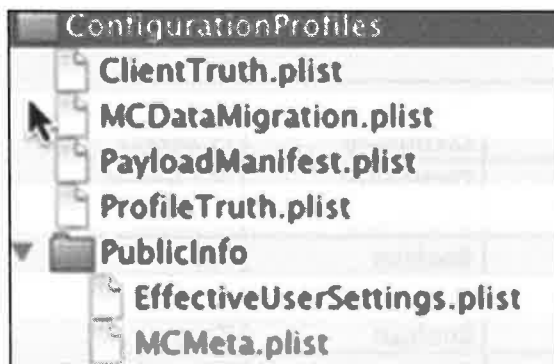 ConfigurationProfiles
ClientTruth.plist
MCDataMigration.plist
PayloadManifest.plist
ProfileTruth.plist
PublicInfo
EffectiveUserSettings.plist
MCMeta.plist